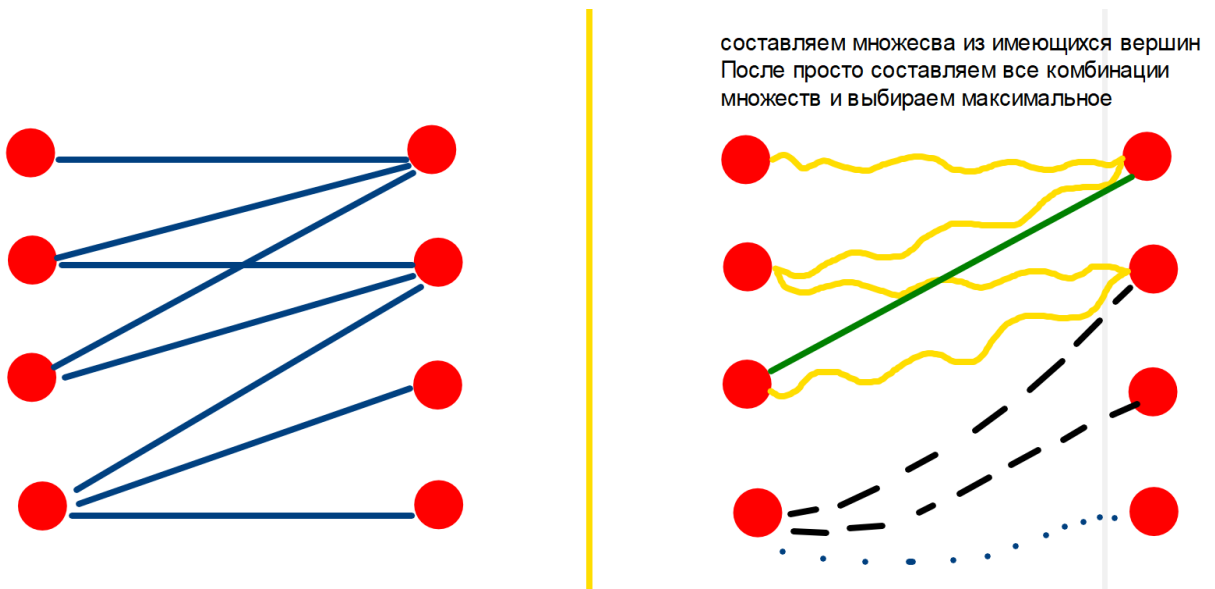 составляем множесва из имеющихся вершин
После просто составляем все комбинации
множеств и выбираем максимальное